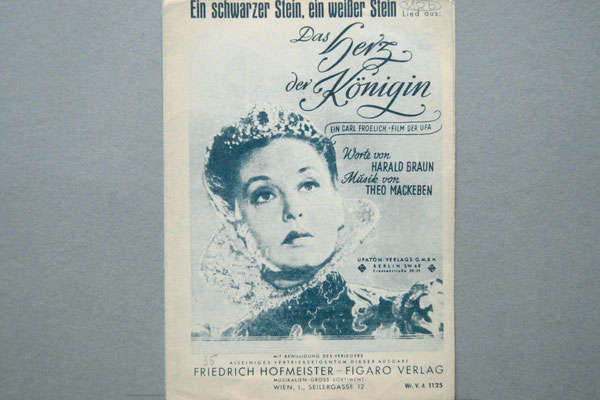 Ein schwarzer Stein, ein weißer Stein
Lied aus:
Das Herz
der Königin
EIN CARL FROELICH-FILM DER UFA
Worte von
HARALD BRAUN
Musik von
THEO MACKEBEN
UFATON-VERLAGS G.M.B.H
BERLIN SW 68
MIT BEWILLIGUNG DES VERLEGERS
ALLEINIGES VERTRIEBSEIGENTUM DIESER AUSGABE
FRIEDRICH HOFMEISTER – FIGARO VERLAG
MUSIKALIEN-GROSS SORTIMENT
WIEN, I., SEILERGASSE 12
Nr. V. A 1125